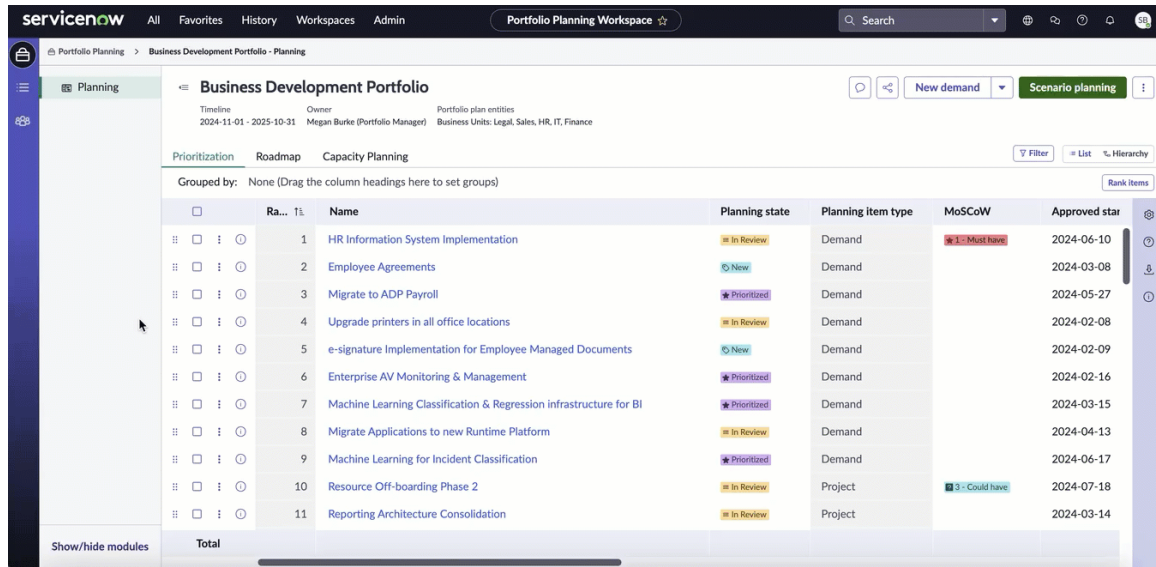 servicenow All Favorites History Workspaces Admin Portfolio Planning Workspace Search SB
Portfolio Planning > Business Development Portfolio - Planning
Planning
Business Development Portfolio
New demand Scenario planning
Timeline Owner Portfolio plan entities
2024-11-01 - 2025-10-31 Megan Burke (Portfolio Manager) Business Units: Legal, Sales, HR, IT, Finance
Prioritization Roadmap Capacity Planning Filter List Hierarchy
Grouped by: None (Drag the column headings here to set groups) Rank items
Ra... Name Planning state Planning item type MoSCoW Approved star
1 HR Information System Implementation In Review Demand 1 - Must have 2024-06-10
2 Employee Agreements New Demand 2024-03-08
3 Migrate to ADP Payroll Prioritized Demand 2024-05-27
4 Upgrade printers in all office locations In Review Demand 2024-02-08
5 e-signature Implementation for Employee Managed Documents New Demand 2024-02-09
6 Enterprise AV Monitoring & Management Prioritized Demand 2024-02-16
7 Machine Learning Classification & Regression infrastructure for BI Prioritized Demand 2024-03-15
8 Migrate Applications to new Runtime Platform In Review Demand 2024-04-13
9 Machine Learning for Incident Classification Prioritized Demand 2024-06-17
10 Resource Off-boarding Phase 2 In Review Project 3 - Could have 2024-07-18
11 Reporting Architecture Consolidation In Review Project 2024-03-14
Show/hide modules Total